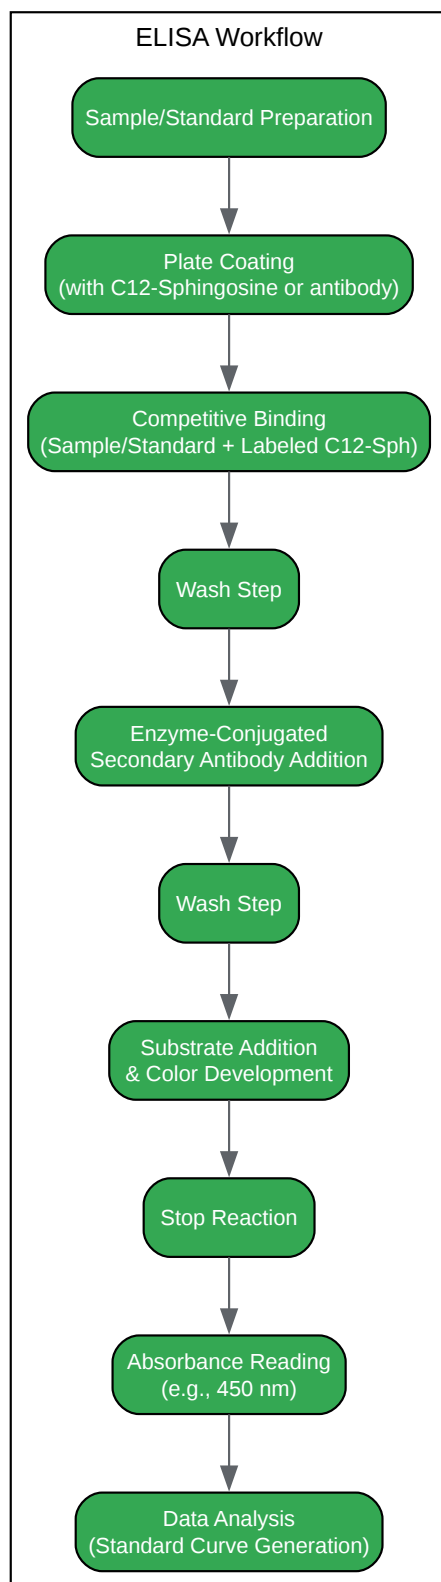 ELISA Workflow
Sample/Standard Preparation
Plate Coating
(with C12-Sphingosine or antibody)
Competitive Binding
(Sample/Standard + Labeled C12-Sph)
Wash Step
Enzyme-Conjugated
Secondary Antibody Addition
Wash Step
Substrate Addition
& Color Development
Stop Reaction
Absorbance Reading
(e.g., 450 nm)
Data Analysis
(Standard Curve Generation)